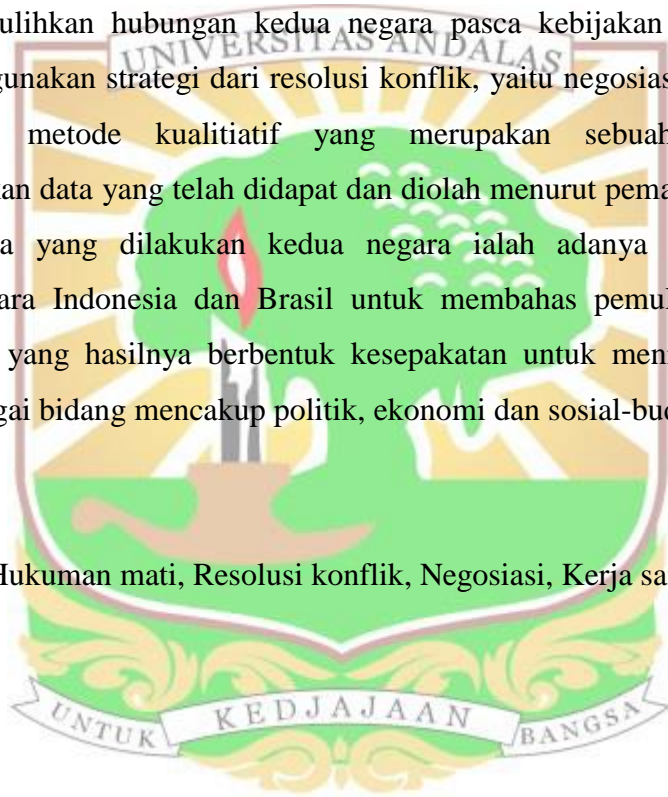 ulihkan hubungan kedua negara pasca kebijakan
UNIVERSITAS ANDALAS
gunakan strategi dari resolusi konflik, yaitu negosias
metode kualitiatif yang merupakan sebuah
kan data yang telah didapat dan diolah menurut pema
a yang dilakukan kedua negara ialah adanya
ara Indonesia dan Brasil untuk membahas pemul
yang hasilnya berbentuk kesepakatan untuk meni
gai bidang mencakup politik, ekonomi dan sosial-bud
Hukuman mati, Resolusi konflik, Negosiasi, Kerja sa
UNTUK KEDJAJAAN BANGSA